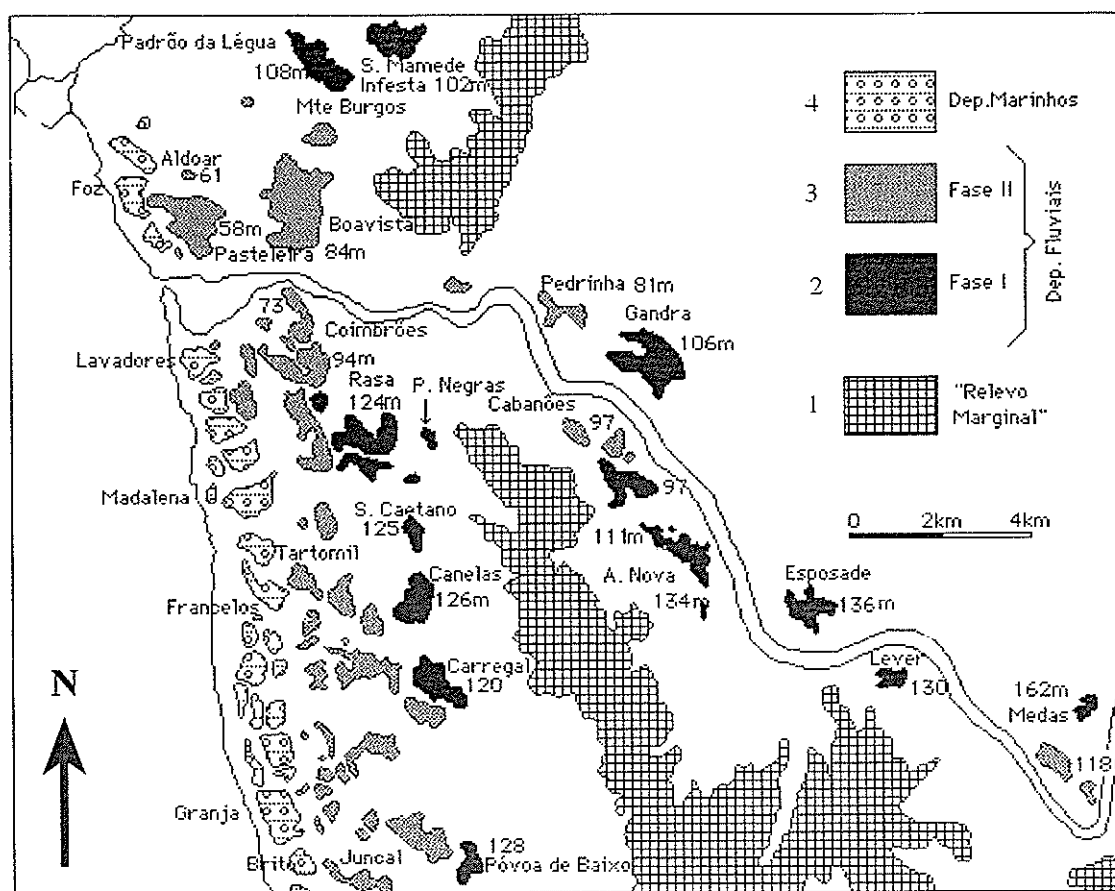 Padrão da Légua
108m
S. Mamede
Infesta 102m
Mte Burgos
Aldoar
61
Foz
58m
Pasteleira
Boavista
84m
Pedrinha 81m
Gandra
106m
73
Coimbrões
94m
Lavadores
Rasa
124m
P. Negras
Cabanões
97
97
Madalena
S. Caetano
125
111m
Tartomil
Canelas
126m
A. Nova
134m
Esposade
136m
Francelos
Carregal
120
Lever
130
162m
Medas
118
Granja
Brito
Juncal
128
Póvoa de Baixo
4
Dep.Marinhos
3
Fase II
2
Fase I
Dep. Fluviais
1
"Relevo
Marginal"
0 2km 4km
N